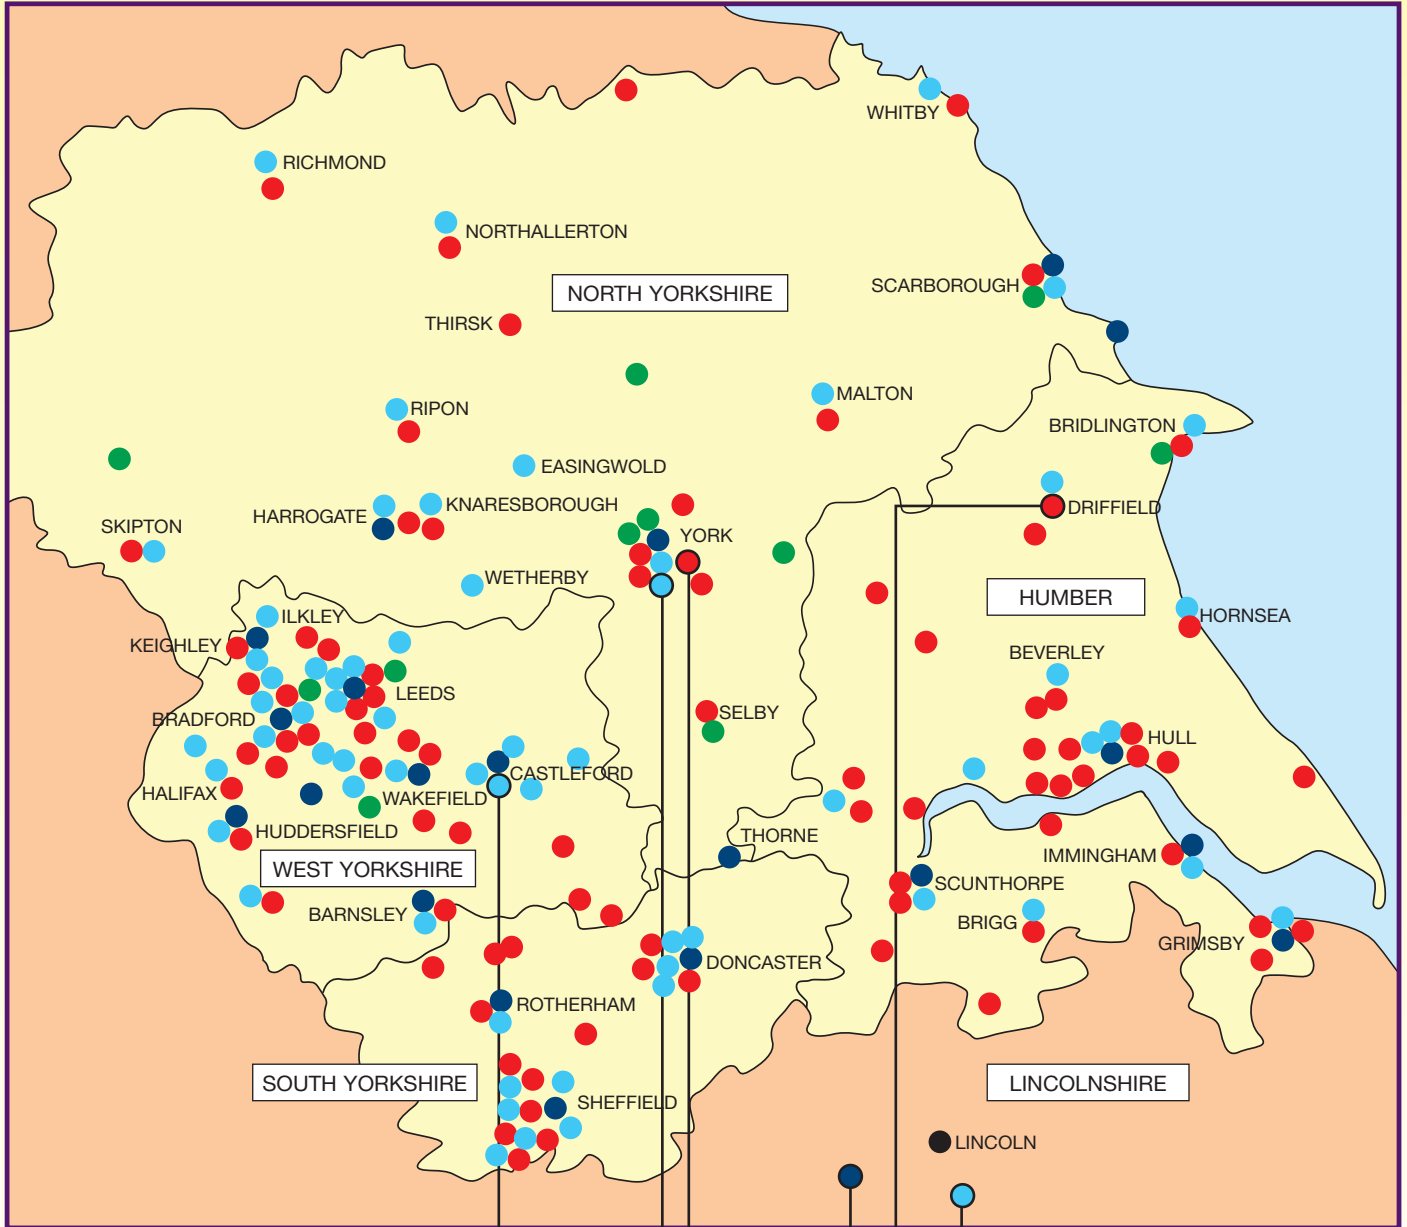 WHITBY
RICHMOND
NORTHALLERTON
SCARBOROUGH
NORTH YORKSHIRE
THIRSK
MALTON
RIPON
BRIDLINGTON
EASINGWOLD
KNARESBOROUGH
HARROGATE
DRIFFIELD
SKIPTON
YORK
WETHERBY
HUMBER
ILKLEY
HORNSEA
KEIGHLEY
BEVERLEY
LEEDS
SELBY
BRADFORD
HULL
CASTLEFORD
HALIFAX
WAKEFIELD
HUDDERSFIELD
THORNE
IMMINGHAM
WEST YORKSHIRE
SCUNTHORPE
BARNSLEY
BRIGG
GRIMSBY
DONCASTER
ROTHERHAM
SOUTH YORKSHIRE
LINCOLNSHIRE
SHEFFIELD
LINCOLN